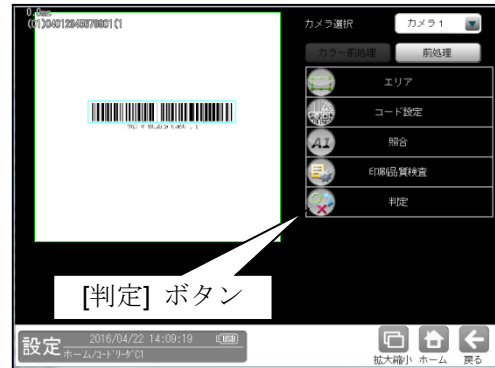 0.0ms
カメラ選択
カメラ1
カラー前処理
前処理
エリア
コード設定
照合
印刷品質検査
判定
[判定] ボタン
設定
2016/04/22 14:09:19
USB
ホーム/コードリーダC1
拡大縮小
ホーム
戻る